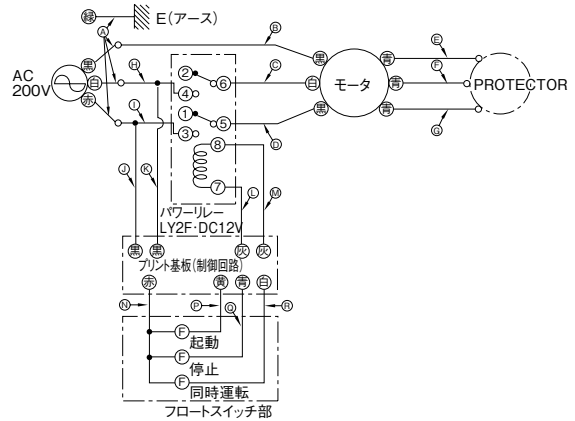 緑
E(アース)
A
B
E
黒
H
C
黒
青
F
AC
200V
白
②
⑥
④
白
モータ
青
PROTECTOR
赤
I
①
⑤
③
D
黒
青
G
⑧
⑦
J
K
L
M
パワーリレー
LY2F・DC12V
黒
黒
灰
灰
プリント基板(制御回路)
赤
黄
青
白
N
P
Q
R
F
起動
F
停止
F
同時運転
フロートスイッチ部